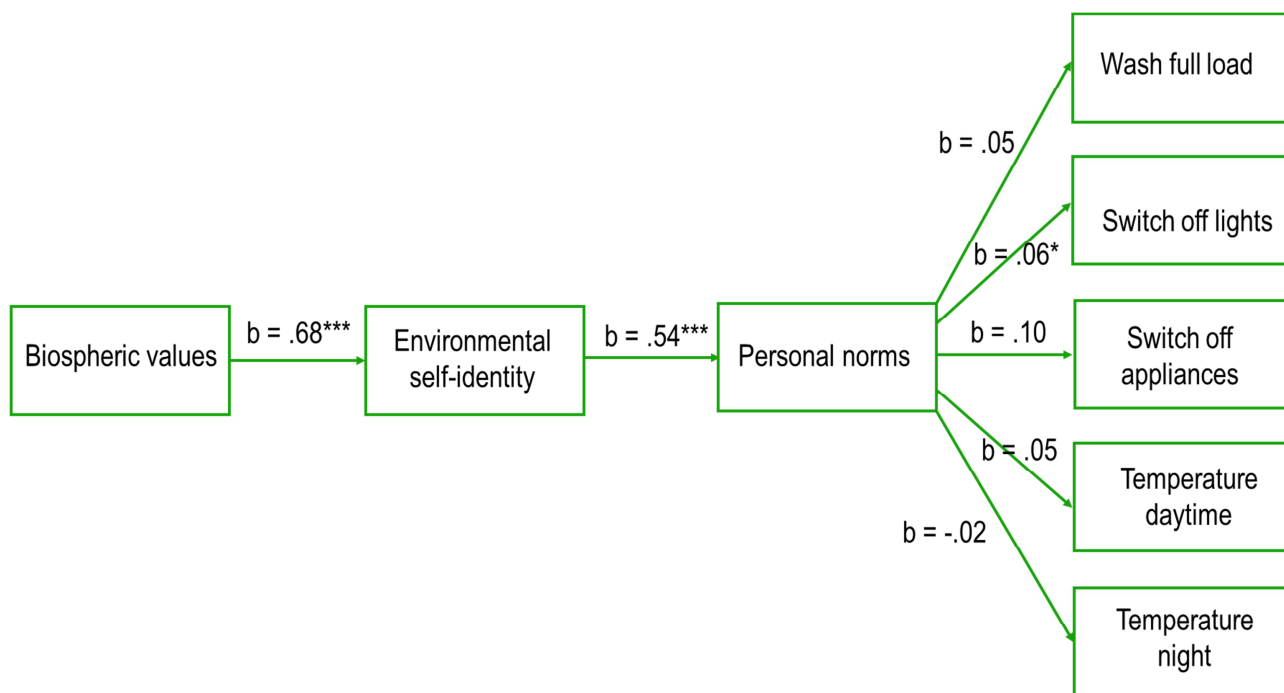 Wash full load
b = .05
Switch off lights
b = .06*
Biospheric values
b = .68***
Environmental
self-identity
b = .54***
Personal norms
b = .10
Switch off
appliances
b = .05
Temperature
daytime
b = -.02
Temperature
night